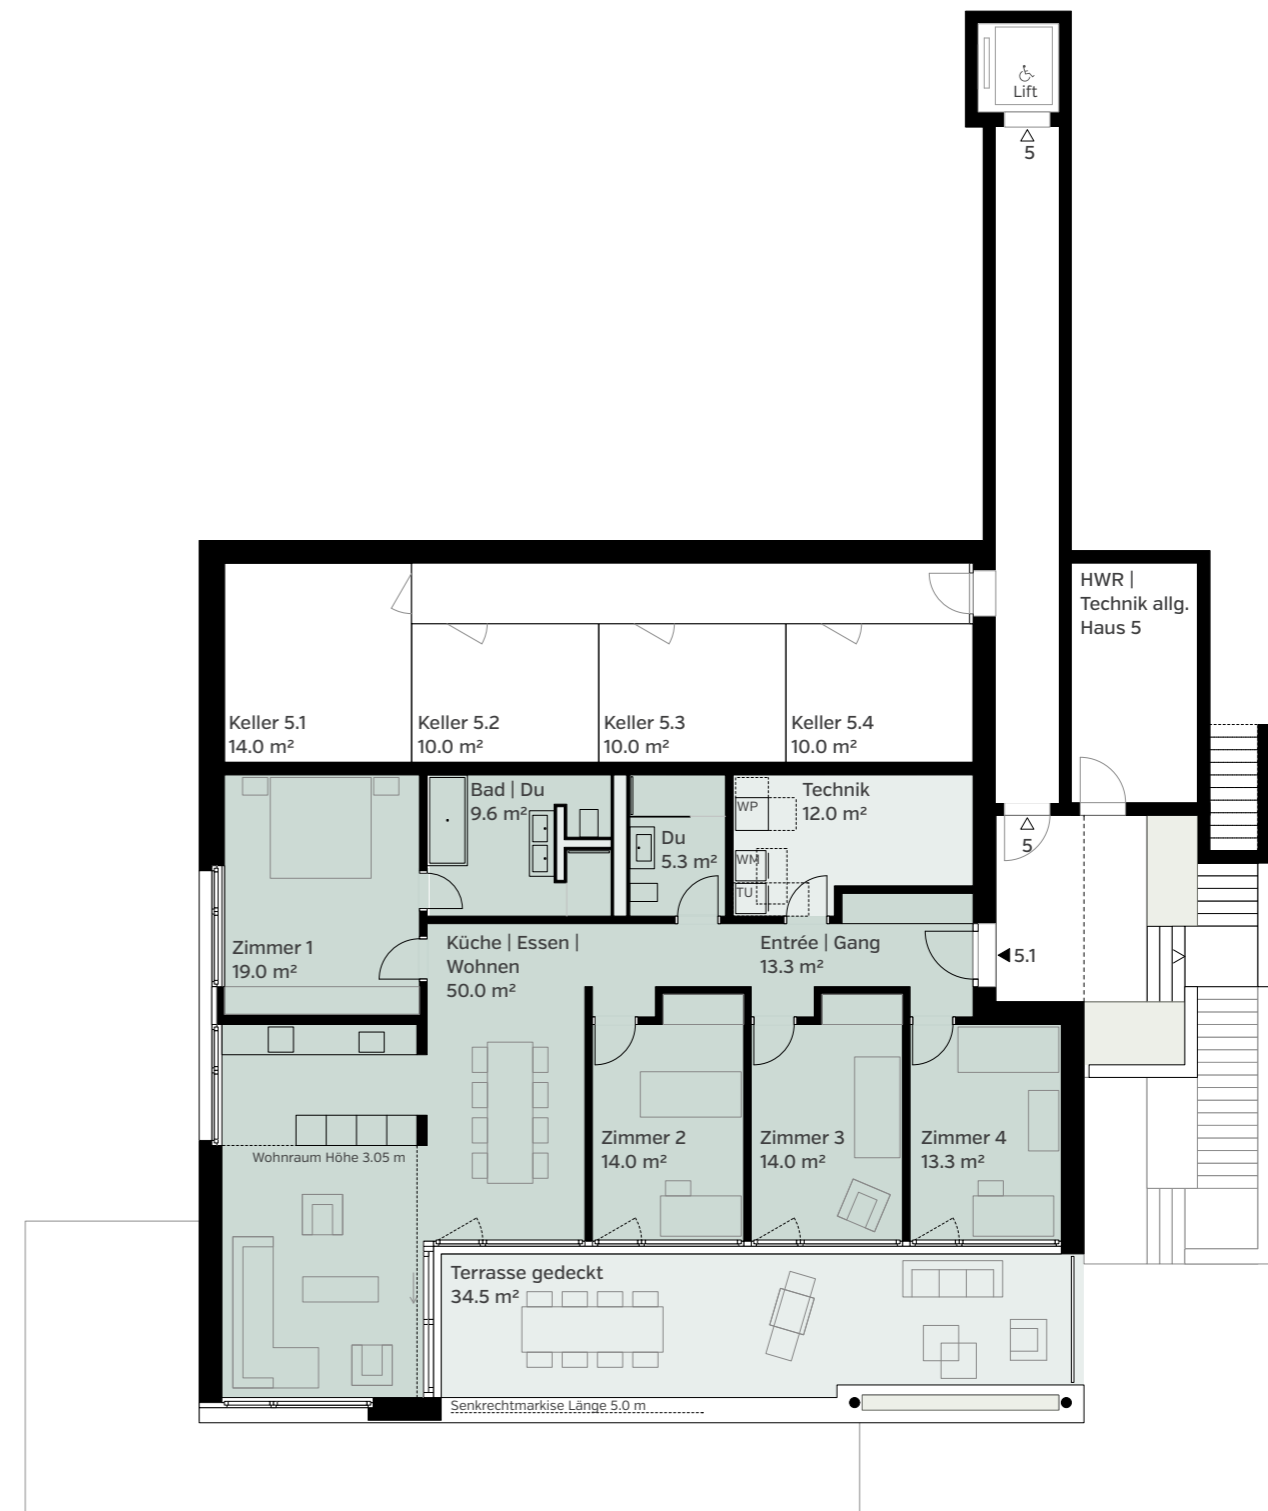 Lift
5
HWR |
Technik allg.
Haus 5
Keller 5.1
14.0 m²
Keller 5.2
10.0 m²
Keller 5.3
10.0 m²
Keller 5.4
10.0 m²
Bad | Du
9.6 m²
Technik
12.0 m²
WP
WM
TU
Du
5.3 m²
5
Zimmer 1
19.0 m²
Küche | Essen |
Wohnen
50.0 m²
Entrée | Gang
13.3 m²
5.1
Wohnraum Höhe 3.05 m
Zimmer 2
14.0 m²
Zimmer 3
14.0 m²
Zimmer 4
13.3 m²
Terrasse gedeckt
34.5 m²
Senkrechtmarkise Länge 5.0 m